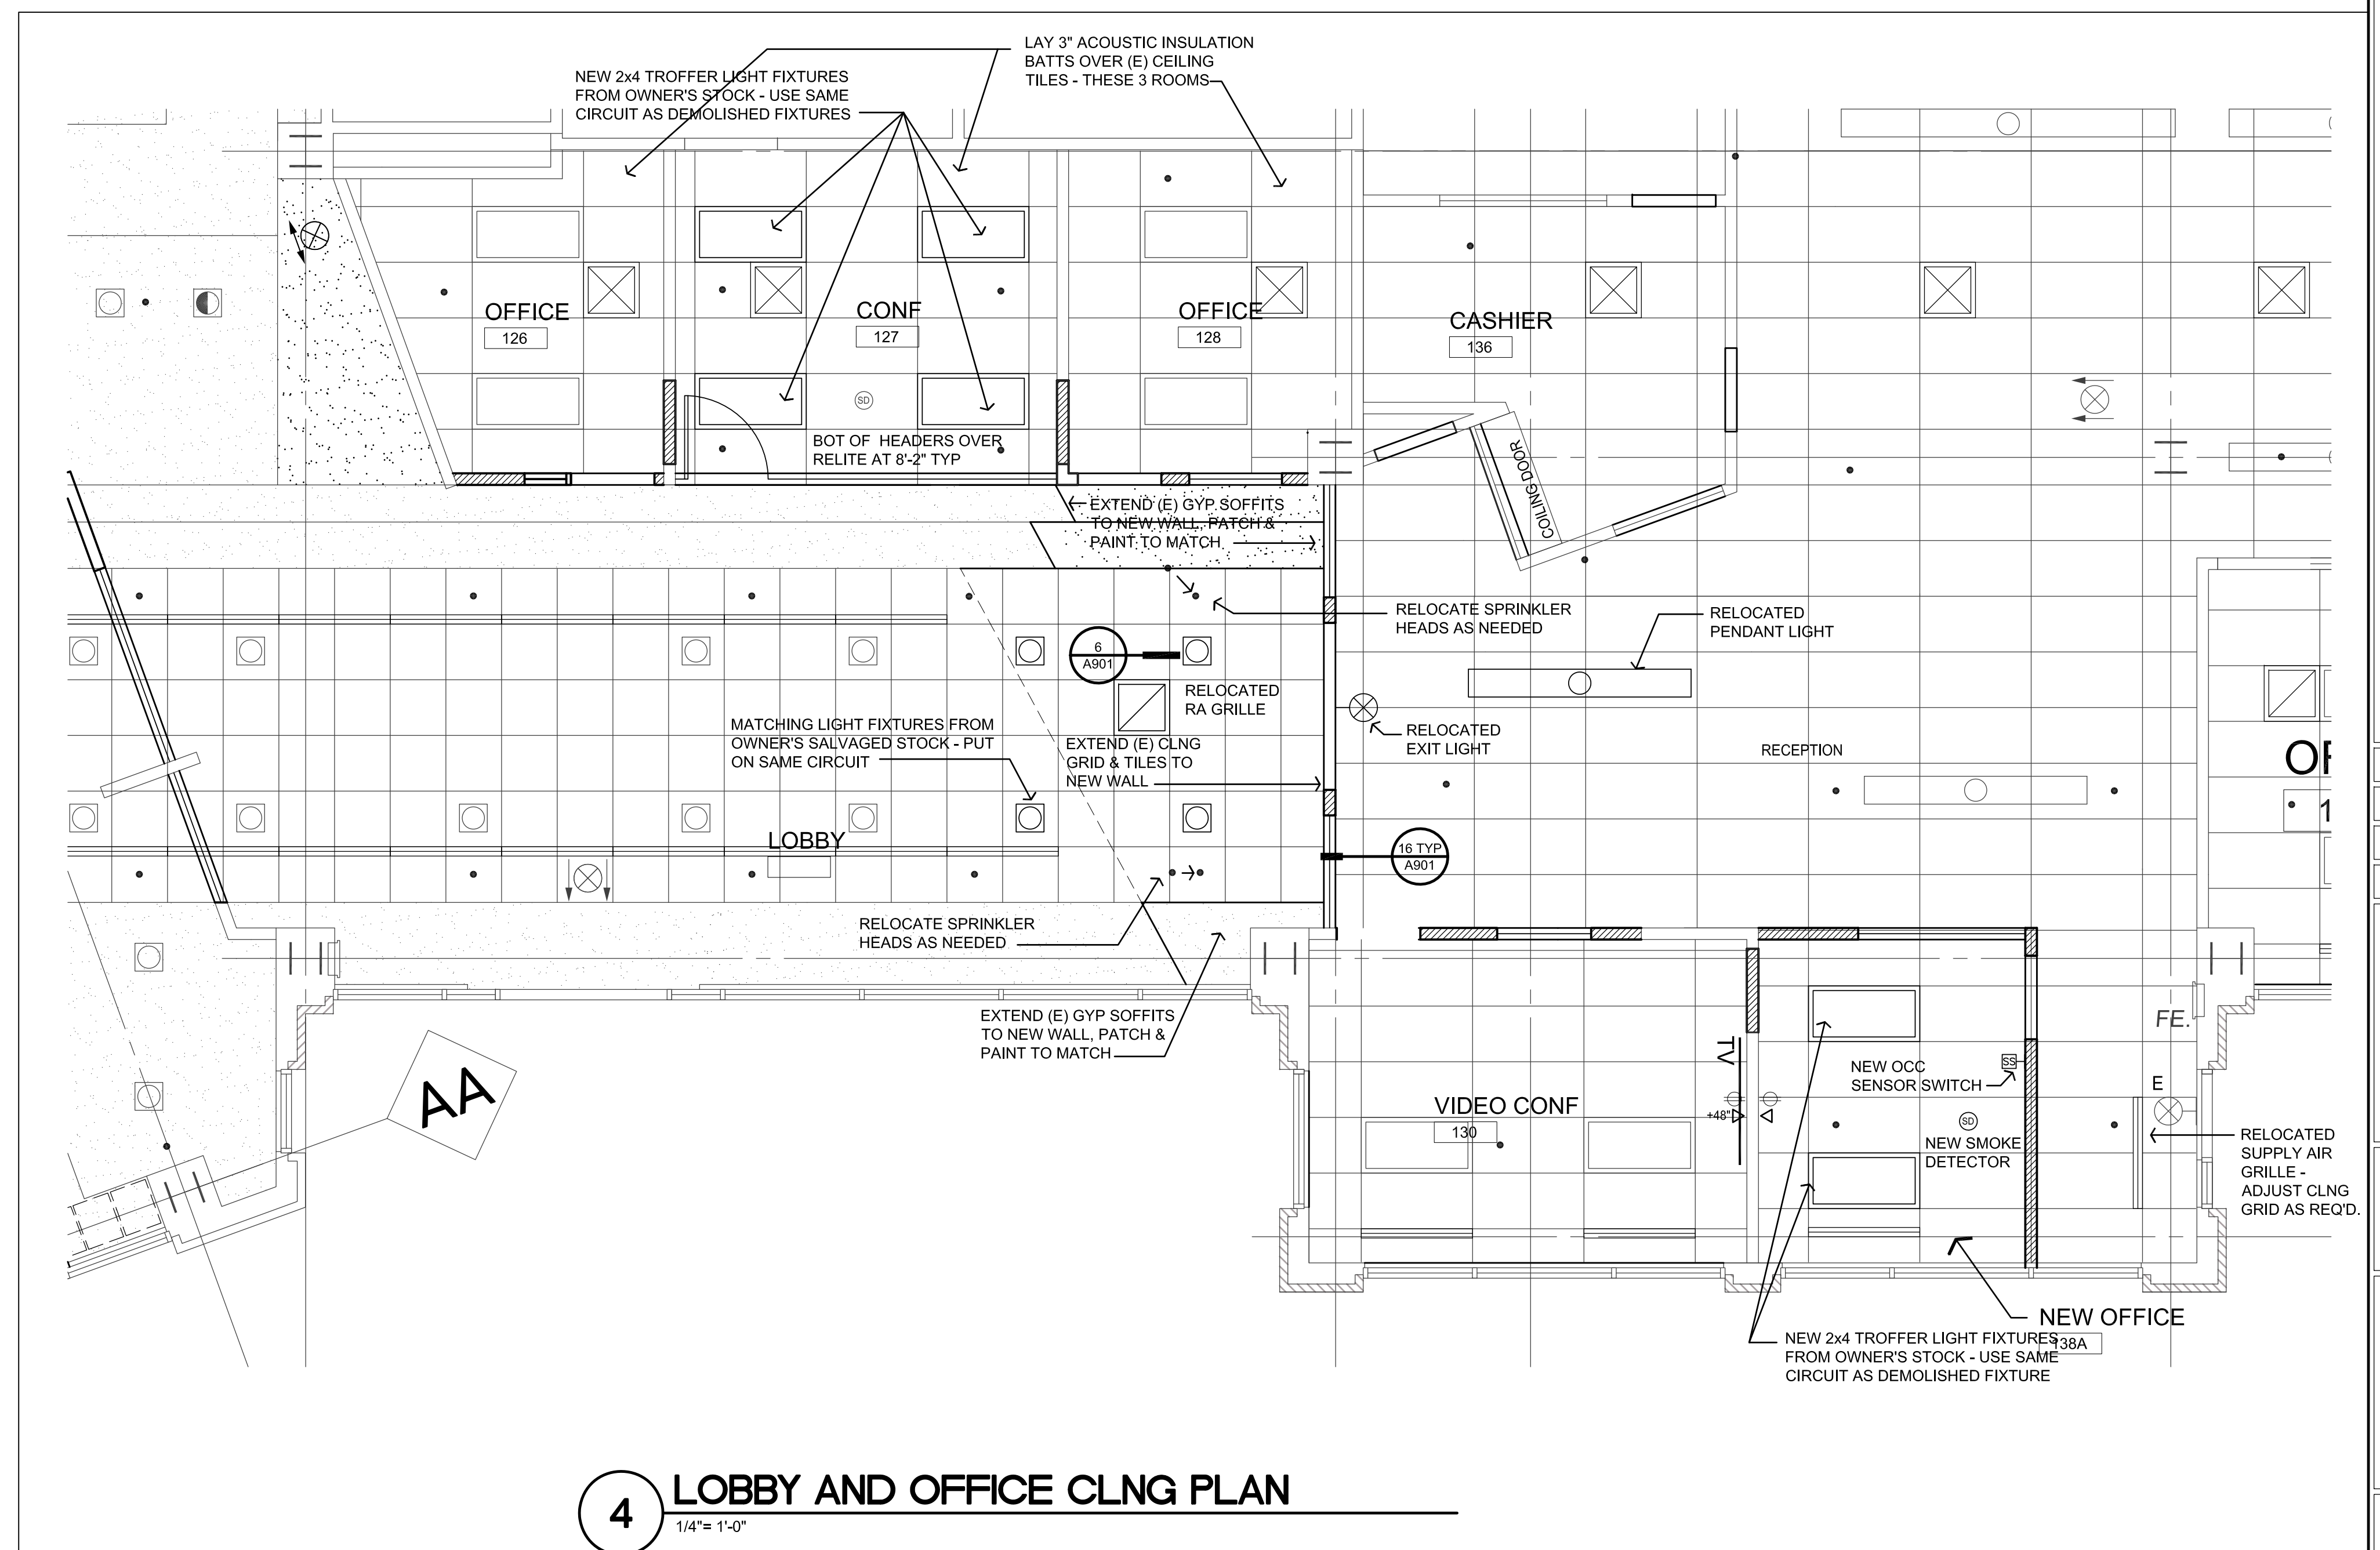 LAY 3" ACOUSTIC INSULATION
BATTS OVER (E) CEILING
TILES - THESE 3 ROOMS
NEW 2x4 TROFFER LIGHT FIXTURES
FROM OWNER'S STOCK - USE SAME
CIRCUIT AS DEMOLISHED FIXTURES
OFFICE
126
CONF
127
OFFICE
128
CASHIER
136
SD
BOT OF HEADERS OVER
RELITE AT 8'-2" TYP
COILING DOOR
EXTEND (E) GYP SOFFITS
TO NEW WALL, PATCH &
PAINT TO MATCH
RELOCATE SPRINKLER
HEADS AS NEEDED
RELOCATED
PENDANT LIGHT
6
A901
RELOCATED
RA GRILLE
MATCHING LIGHT FIXTURES FROM
OWNER'S SALVAGED STOCK - PUT
ON SAME CIRCUIT
EXTEND (E) CLNG
GRID & TILES TO
NEW WALL
RELOCATED
EXIT LIGHT
RECEPTION
OF
1
LOBBY
16 TYP
A901
RELOCATE SPRINKLER
HEADS AS NEEDED
EXTEND (E) GYP SOFFITS
TO NEW WALL, PATCH &
PAINT TO MATCH
AA
TV
VIDEO CONF
130
+48"
NEW OCC
SENSOR SWITCH
SS
SD
NEW SMOKE
DETECTOR
FE.
E
RELOCATED
SUPPLY AIR
GRILLE -
ADJUST CLNG
GRID AS REQ'D.
NEW OFFICE
138A
NEW 2x4 TROFFER LIGHT FIXTURES
FROM OWNER'S STOCK - USE SAME
CIRCUIT AS DEMOLISHED FIXTURE
4
LOBBY AND OFFICE CLNG PLAN
1/4"= 1'-0"